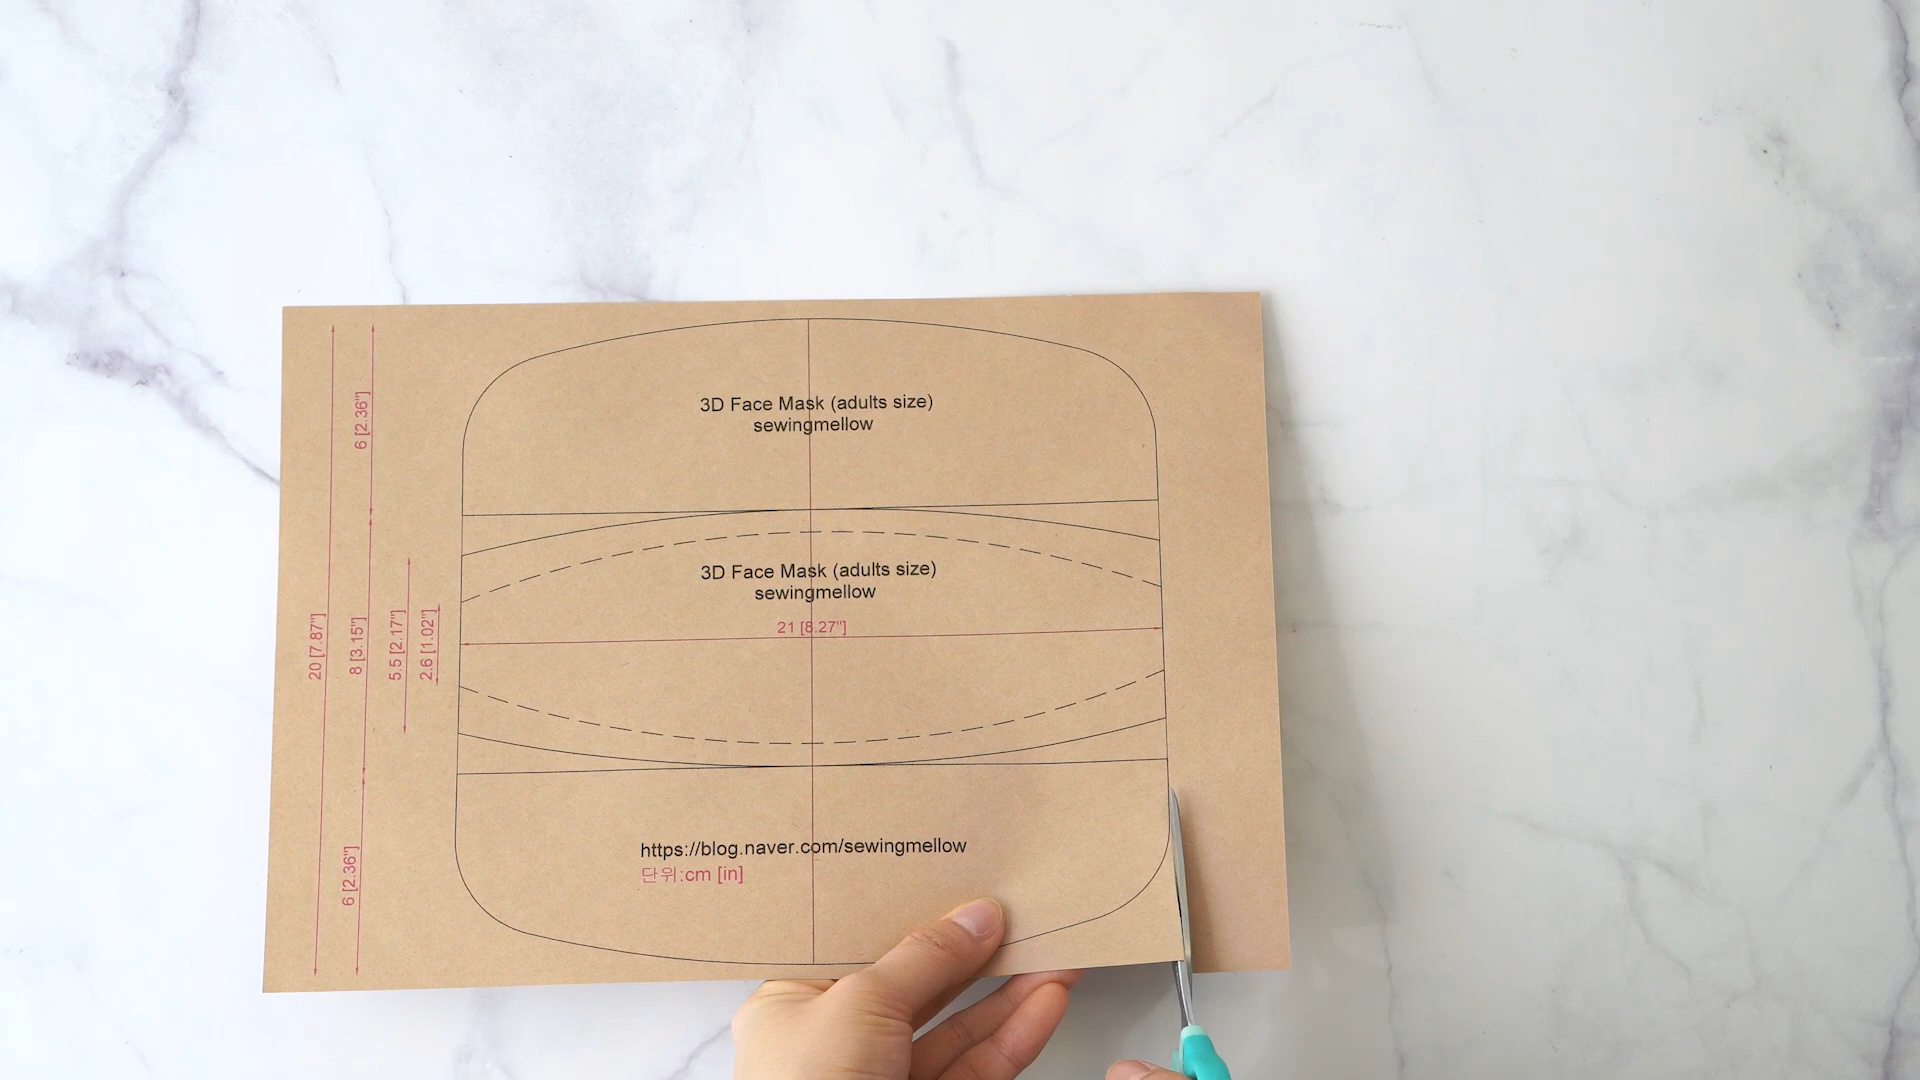 3D Face Mask (adults size)
sewingmellow
6 [2.36"]
3D Face Mask (adults size)
sewingmellow
21 [8.27"]
20 [7.87"]
8 [3.15"]
5.5 [2.17"]
2.6 [1.02"]
https://blog.naver.com/sewingmellow
단위:cm [in]
6 [2.36"]